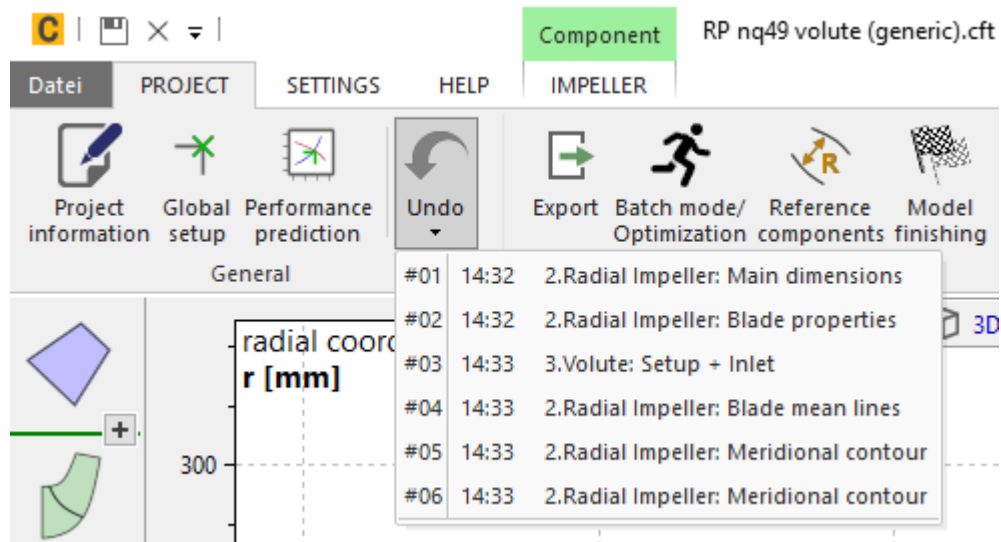 C
Component RP nq49 volute (generic).cft
Datei PROJECT SETTINGS HELP IMPELLER
Project information
Global setup
Performance prediction
Undo
Export
Batch mode/ Optimization
R
Reference components
Model finishing
General
#01 14:32 2.Radial Impeller: Main dimensions
#02 14:32 2.Radial Impeller: Blade properties
#03 14:33 3.Volute: Setup + Inlet
#04 14:33 2.Radial Impeller: Blade mean lines
#05 14:33 2.Radial Impeller: Meridional contour
#06 14:33 2.Radial Impeller: Meridional contour
3D
radial coord
r [mm]
300